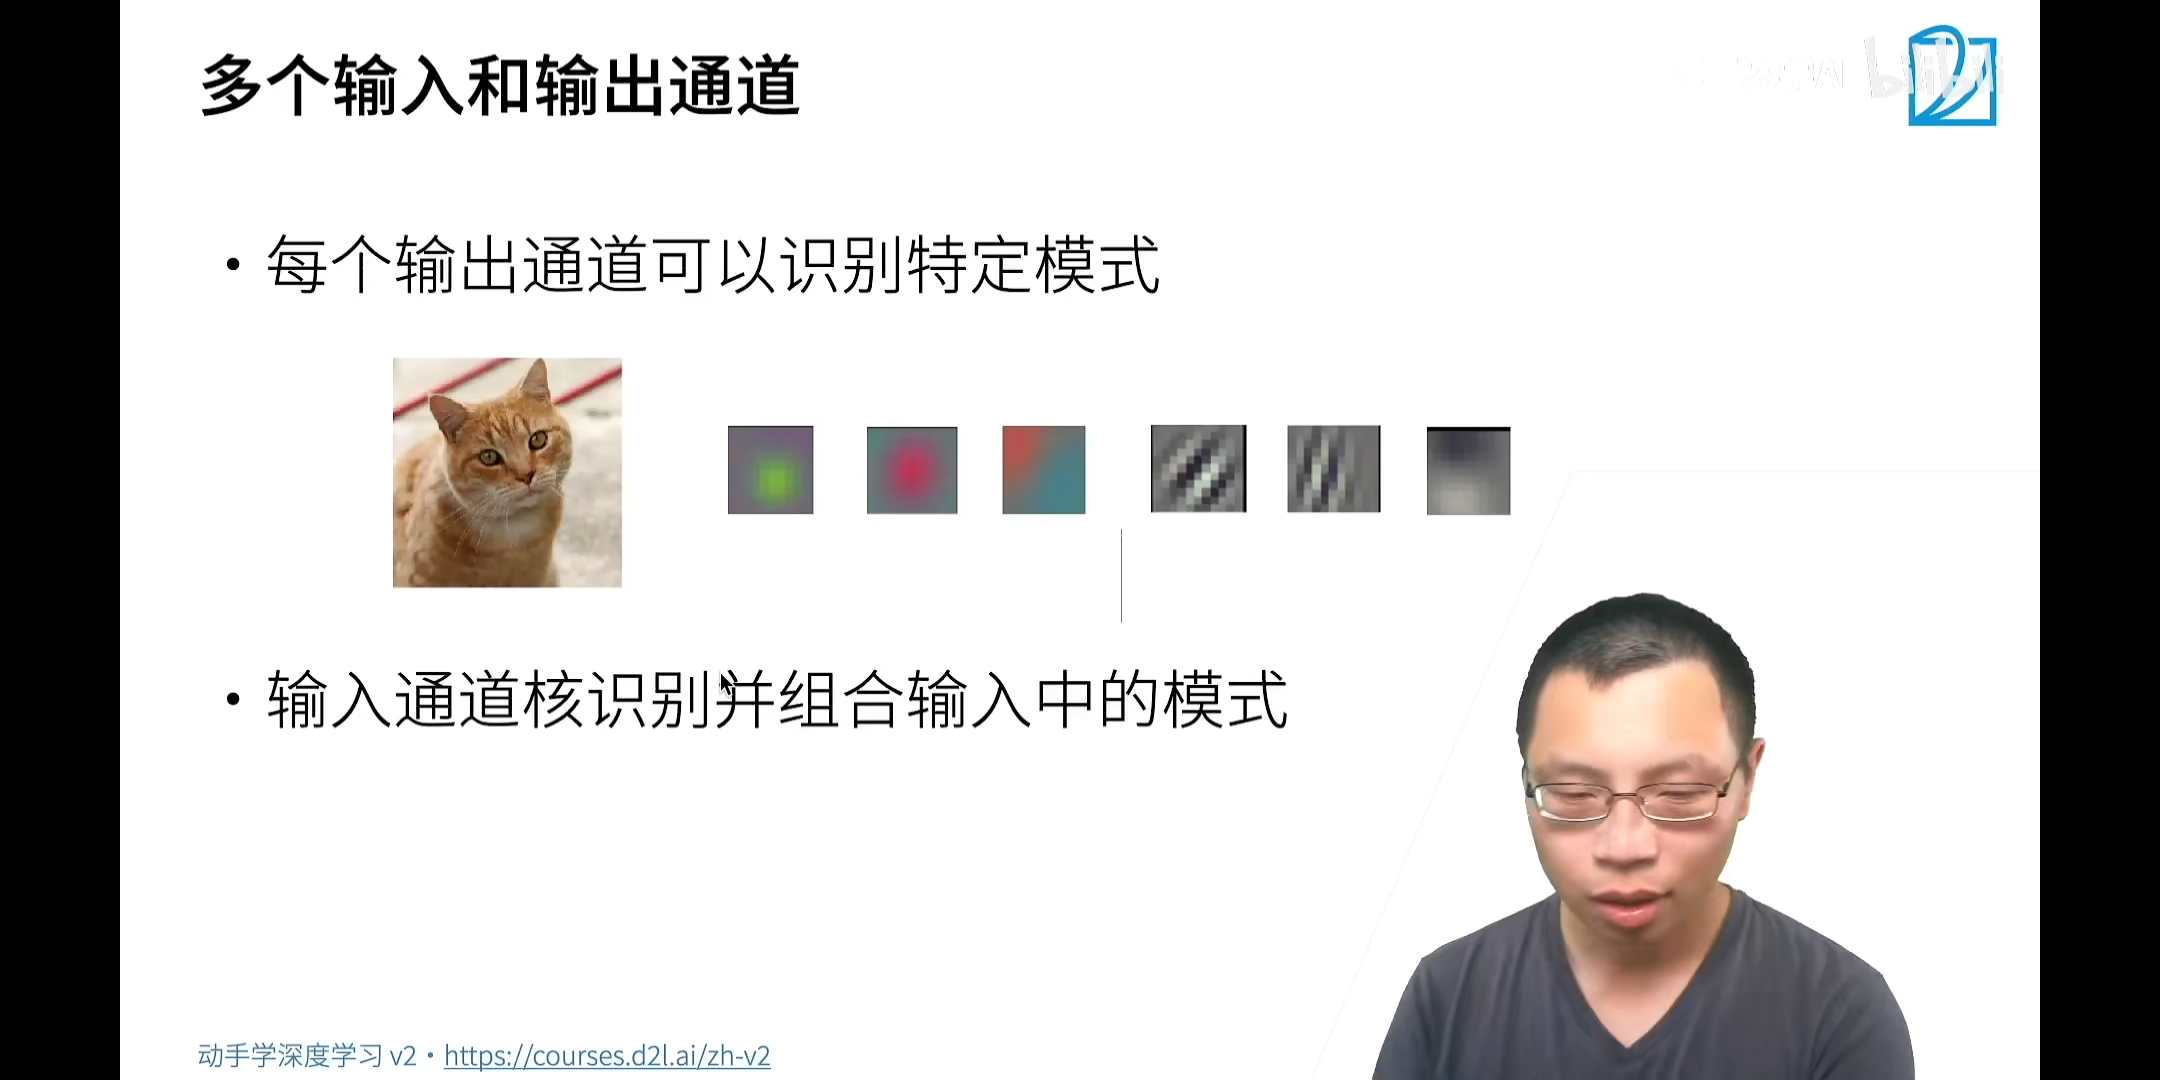 多个输入和输出通道
bilibili
• 每个输出通道可以识别特定模式
• 输入通道核识别并组合输入中的模式
动手学深度学习 v2 • https://courses.d2l.ai/zh-v2